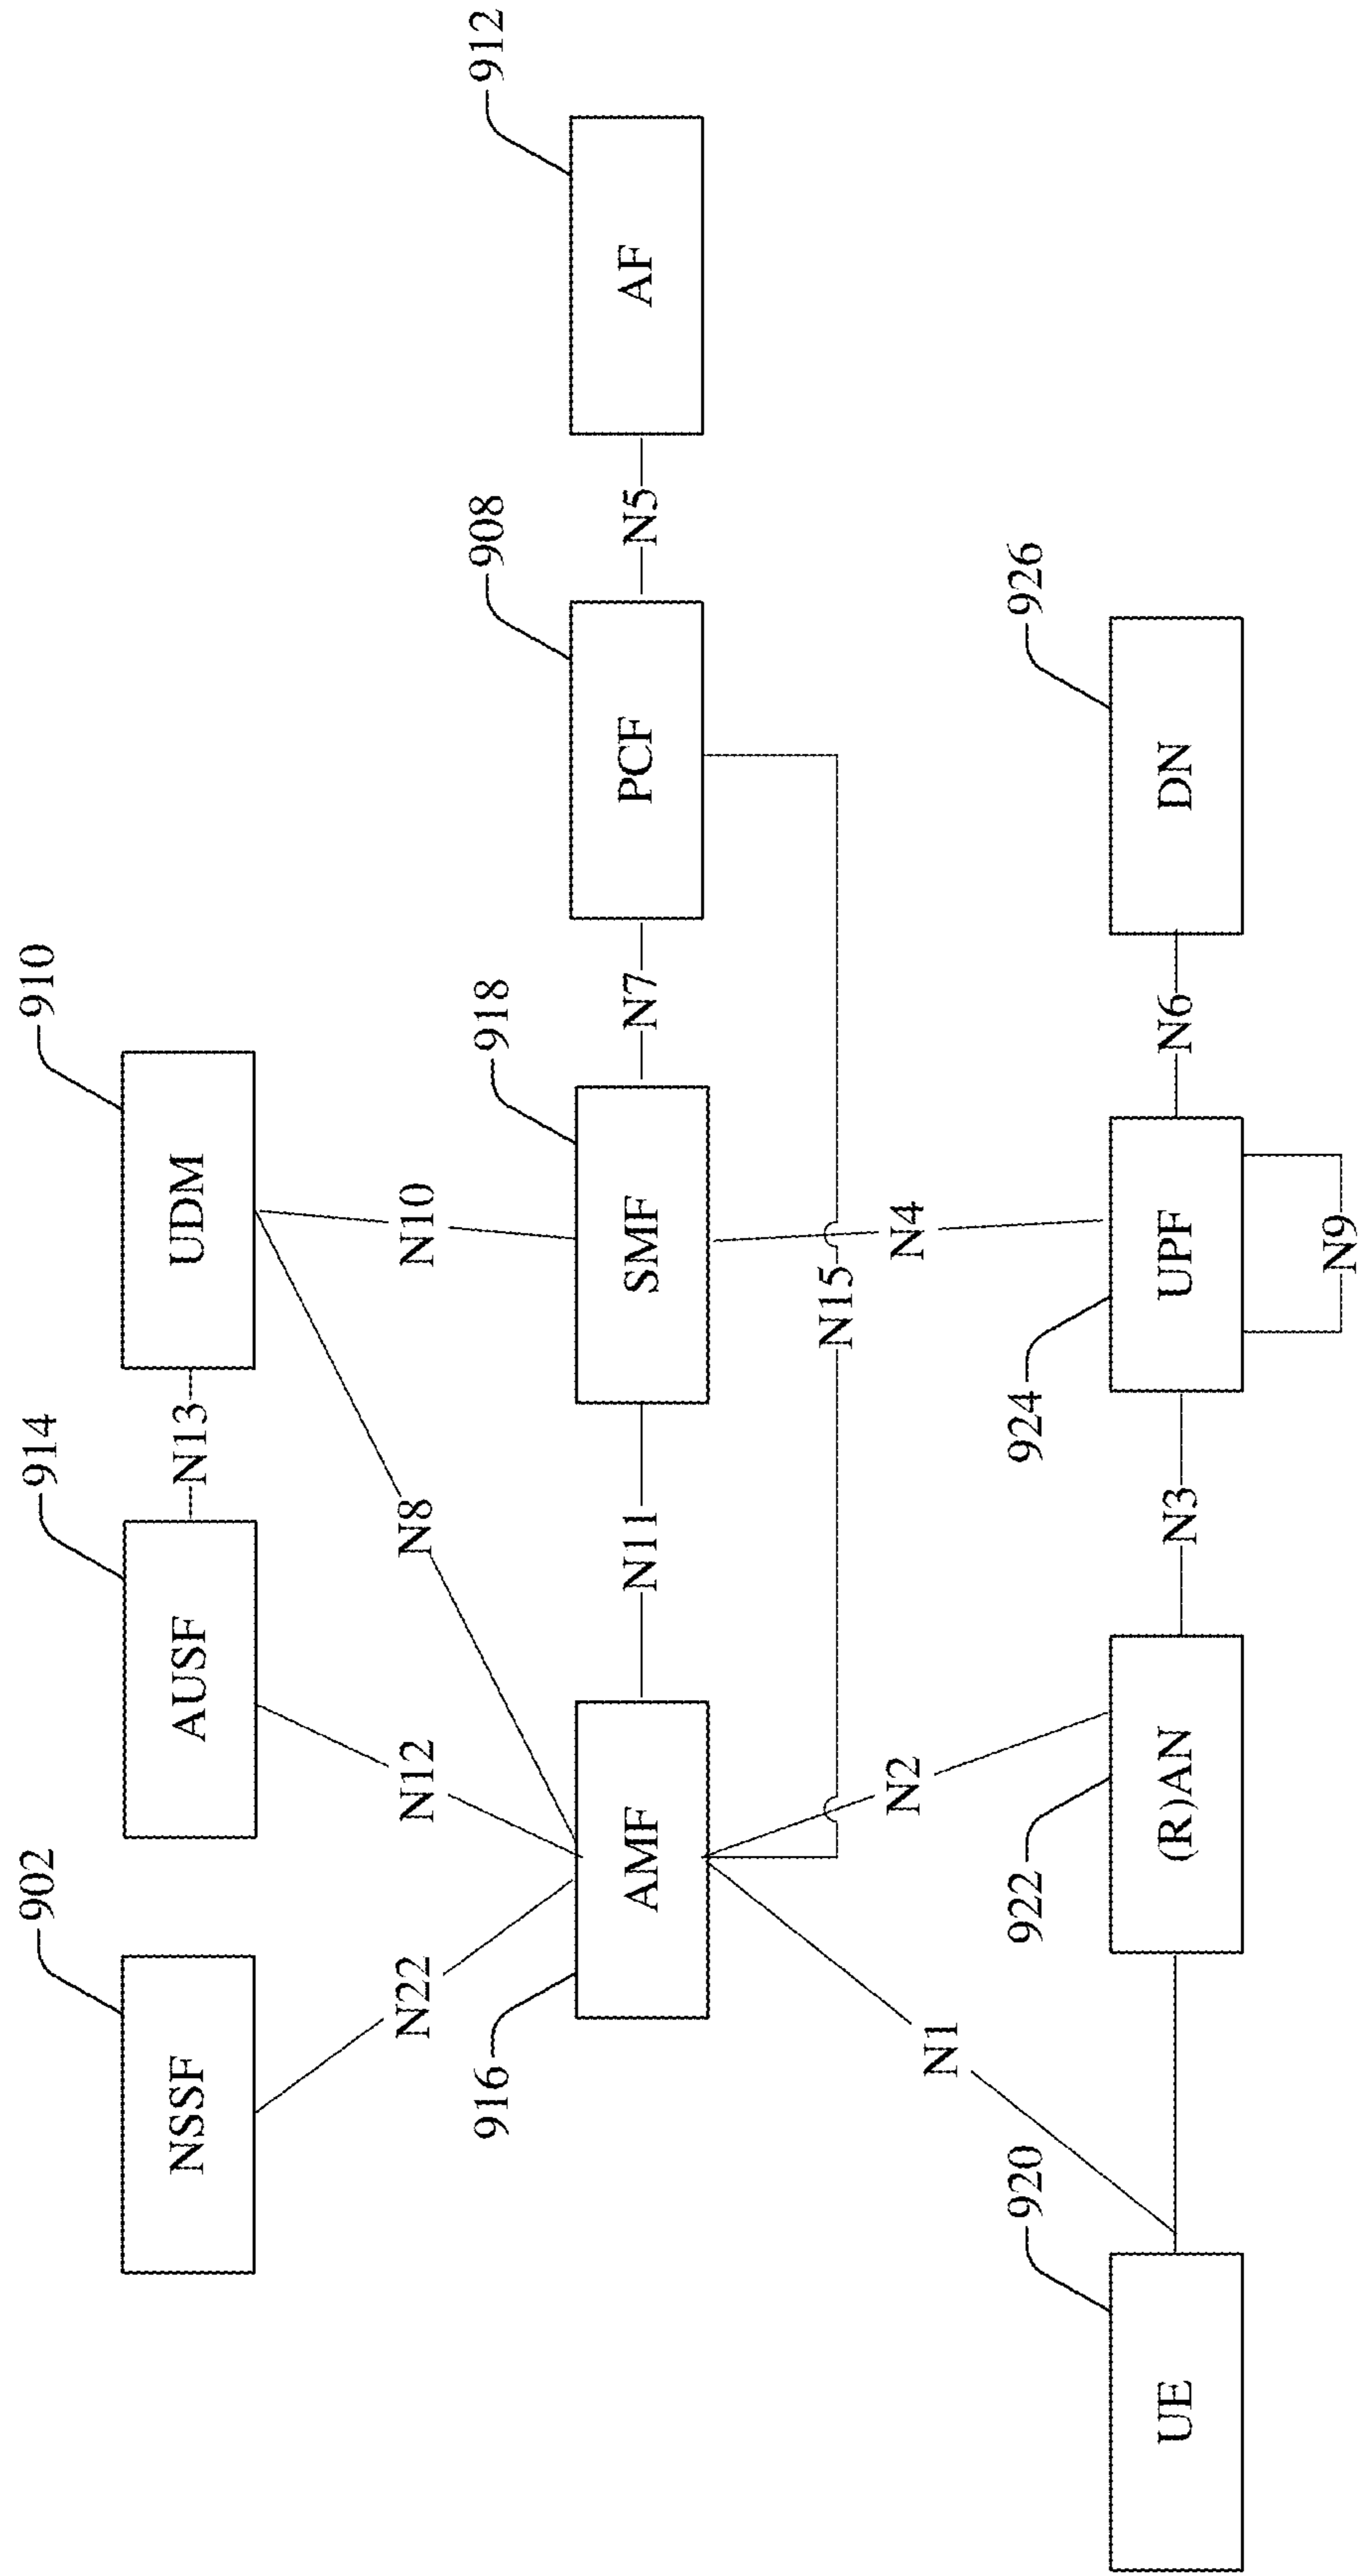 902
914
910
NSSF
AUSF
N13
UDM
N22
N12
N8
N10
916
918
908
912
AMF
N11
SMF
N7
PCF
N5
AF
N15
N1
N2
N4
920
922
924
926
UE
(R)AN
N3
UPF
N6
DN
N9